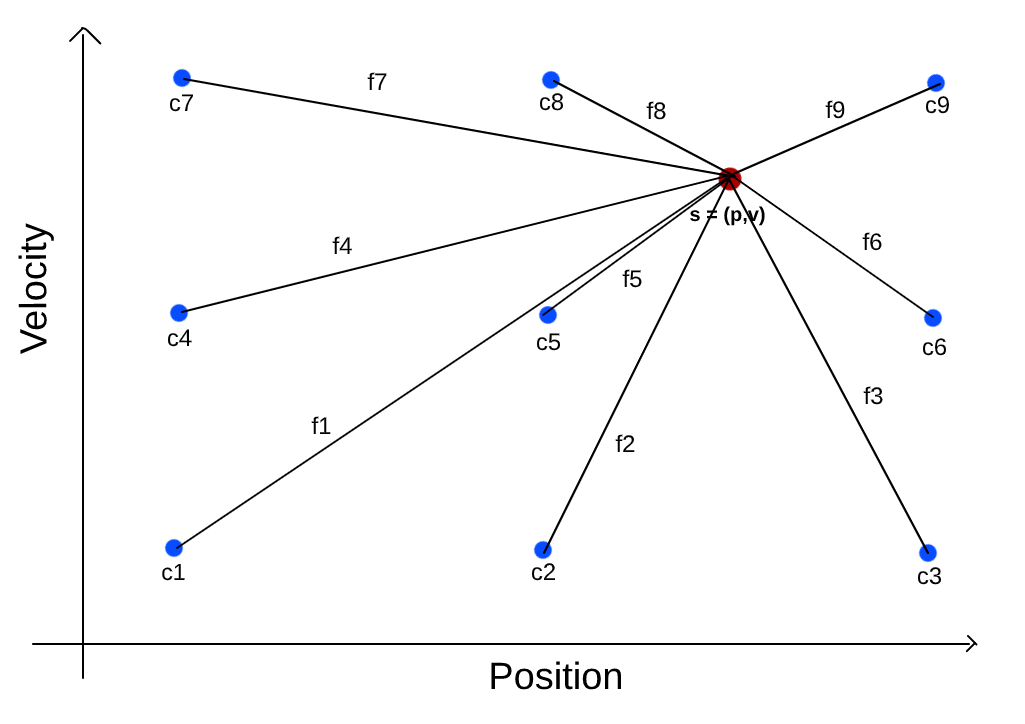 f7
f8
f9
c7
c8
c9
s = (p,v)
f4
f5
f6
c4
c5
c6
f1
f2
f3
c1
c2
c3
Velocity
Position